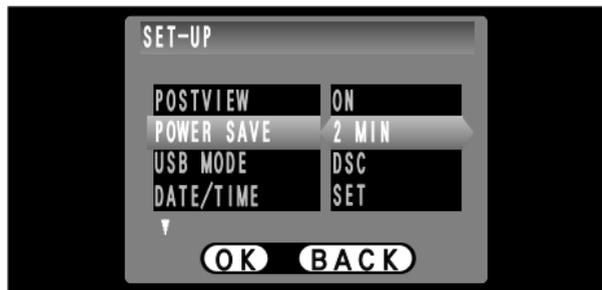 SET-UP
POSTVIEW ON
POWER SAVE 2 MIN
USB MODE DSC
DATE/TIME SET
OK BACK